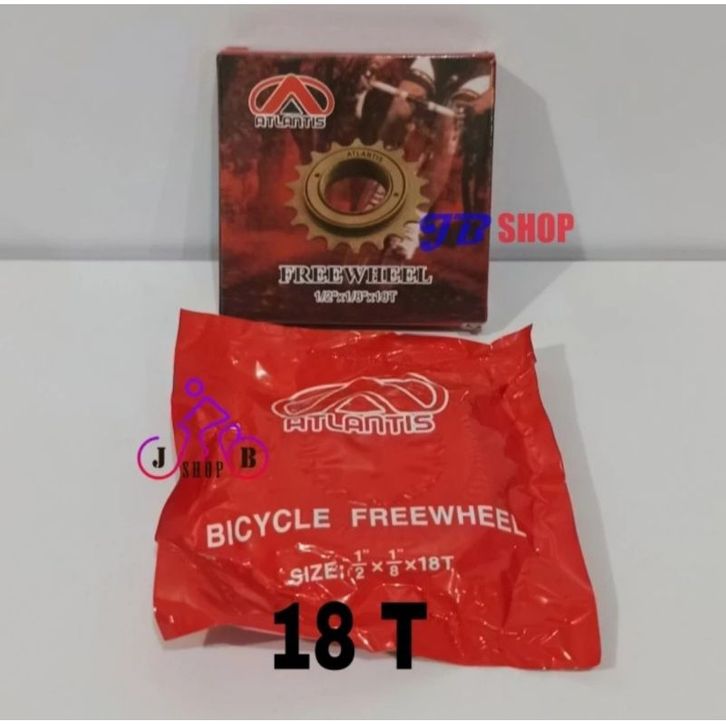 ATLANTIS
ATLANTIS
JB SHOP
FREEWHEEL
1/2"x1/8"x18T
ATLANTIS
J SHOP B
BICYCLE FREEWHEEL
SIZE: 1/2" × 1/8" ×18T
18 T